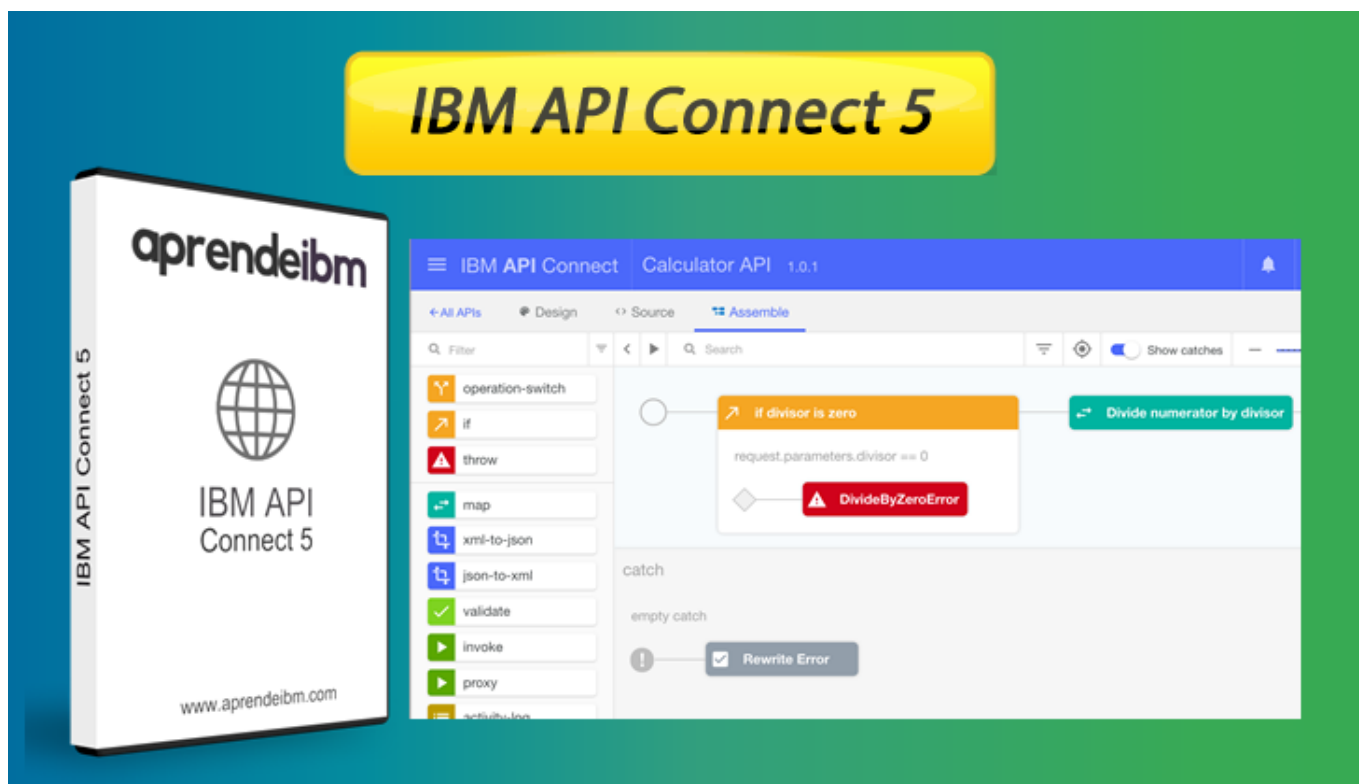 IBM API Connect 5
aprendeibm
IBM API
Connect 5
www.aprendeibm.com
IBM API Connect 5
IBM API Connect Calculator API 1.0.1
All APIs Design Source Assemble
Filter Search Show catches
operation-switch
if
throw
map
xml-to-json
json-to-xml
validate
invoke
proxy
activity-log
if divisor is zero
request.parameters.divisor == 0
DivideByZeroError
Divide numerator by divisor
catch
empty catch
Rewrite Error